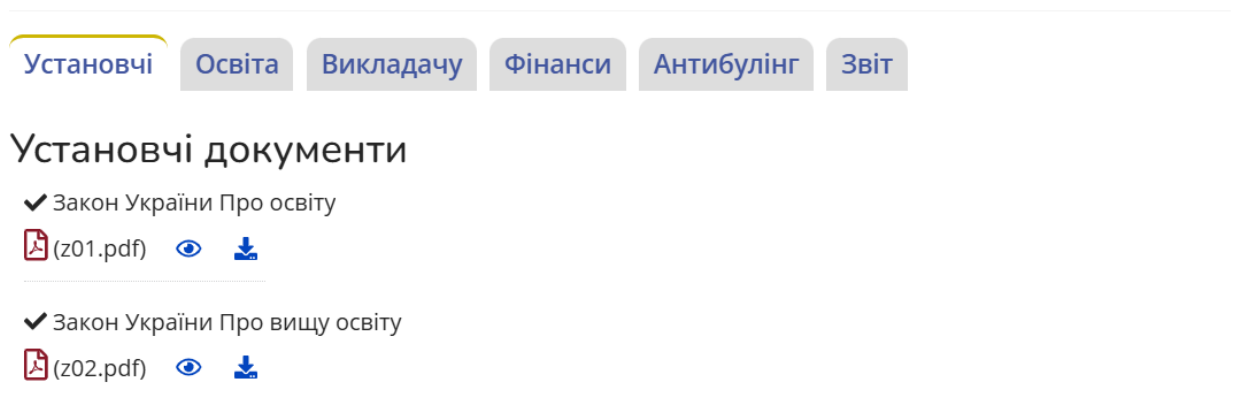 Установчі Освіта Викладачу Фінанси Антибулінг Звіт
Установчі документи
Закон України Про освіту
(z01.pdf)
Закон України Про вищу освіту
(z02.pdf)